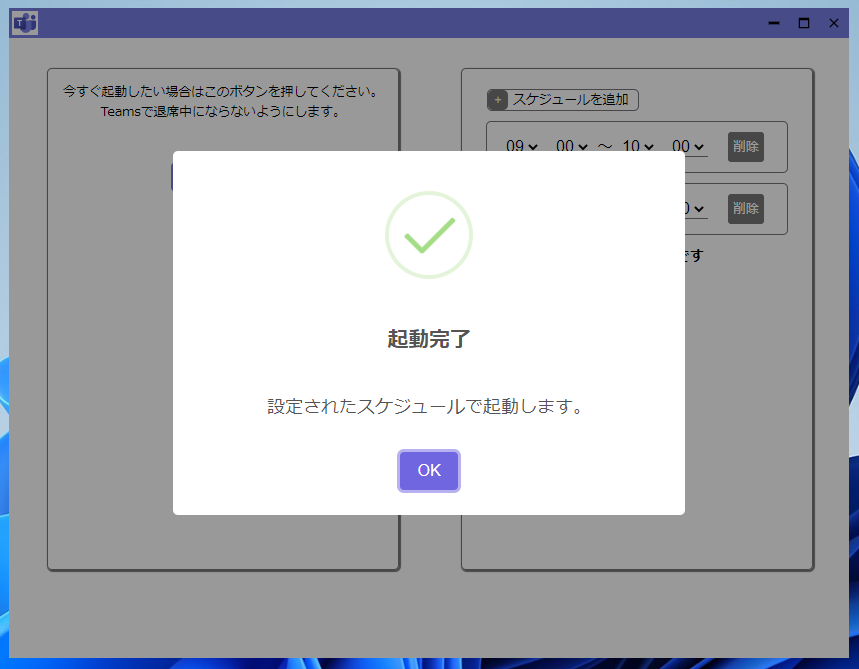 今すぐ起動したい場合はこのボタンを押してください。
Teamsで退席中にならないようにします。
+ スケジュールを追加
09 00 ～ 10 00 削除
削除
です
起動完了
設定されたスケジュールで起動します。
OK